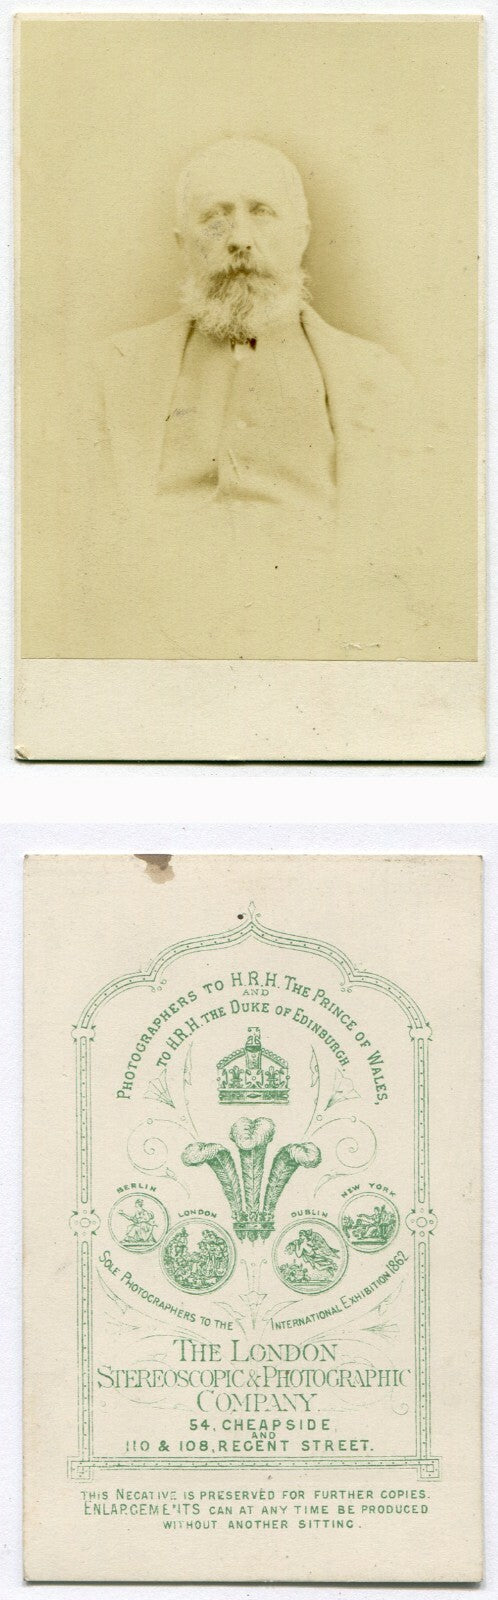 PHOTOGRAPHERS TO H.R.H. THE PRINCE OF WALES,
AND
TO H.R.H. THE DUKE OF EDINBURGH.
BERLIN
LONDON
DUBLIN
NEW YORK
SOLE PHOTOGRAPHERS TO THE INTERNATIONAL EXHIBITION 1862
THE LONDON
STEREOSCOPIC & PHOTOGRAPHIC
COMPANY
54, CHEAPSIDE,
AND
110 & 108, REGENT STREET.
THIS NEGATIVE IS PRESERVED FOR FURTHER COPIES.
ENLARGEMENTS CAN AT ANY TIME BE PRODUCED
WITHOUT ANOTHER SITTING.